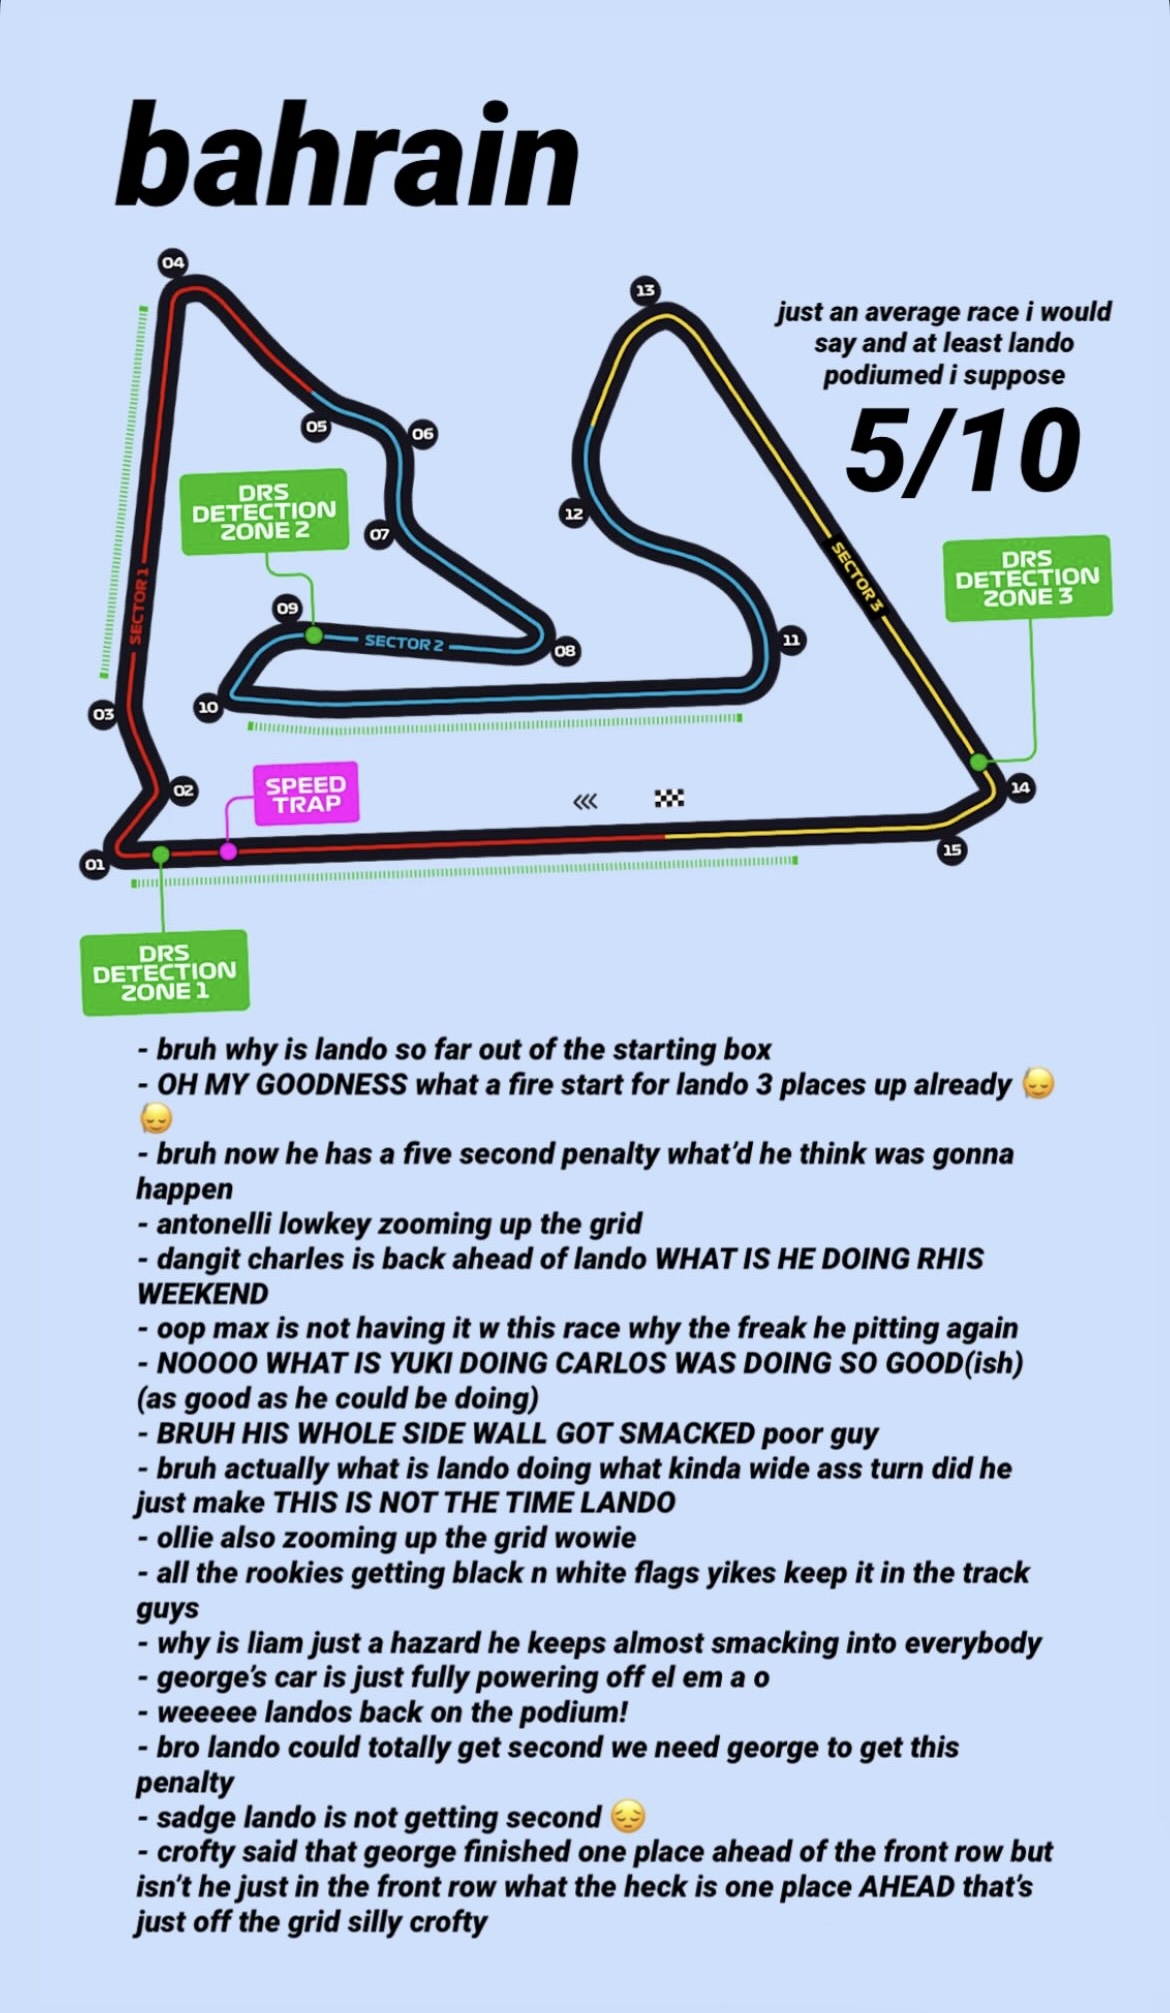 bahrain
04
13
just an average race i would
say and at least lando
podiumed i suppose
5/10
05
06
DRS
DETECTION
ZONE 2
12
07
SECTOR 1
SECTOR 3
DRS
DETECTION
ZONE 3
09
SECTOR 2
08
11
10
03
02
SPEED
TRAP
14
01
15
DRS
DETECTION
ZONE 1
- bruh why is lando so far out of the starting box
- OH MY GOODNESS what a fire start for lando 3 places up already 😥
😥
- bruh now he has a five second penalty what’d he think was gonna
happen
- antonelli lowkey zooming up the grid
- dangit charles is back ahead of lando WHAT IS HE DOING RHIS
WEEKEND
- oop max is not having it w this race why the freak he pitting again
- NOOOO WHAT IS YUKI DOING CARLOS WAS DOING SO GOOD(ish)
(as good as he could be doing)
- BRUH HIS WHOLE SIDE WALL GOT SMACKED poor guy
- bruh actually what is lando doing what kinda wide ass turn did he
just make THIS IS NOT THE TIME LANDO
- ollie also zooming up the grid wowie
- all the rookies getting black n white flags yikes keep it in the track
guys
- why is liam just a hazard he keeps almost smacking into everybody
- george’s car is just fully powering off el em a o
- weeeee landos back on the podium!
- bro lando could totally get second we need george to get this
penalty
- sadge lando is not getting second 😔
- crofty said that george finished one place ahead of the front row but
isn’t he just in the front row what the heck is one place AHEAD that’s
just off the grid silly crofty